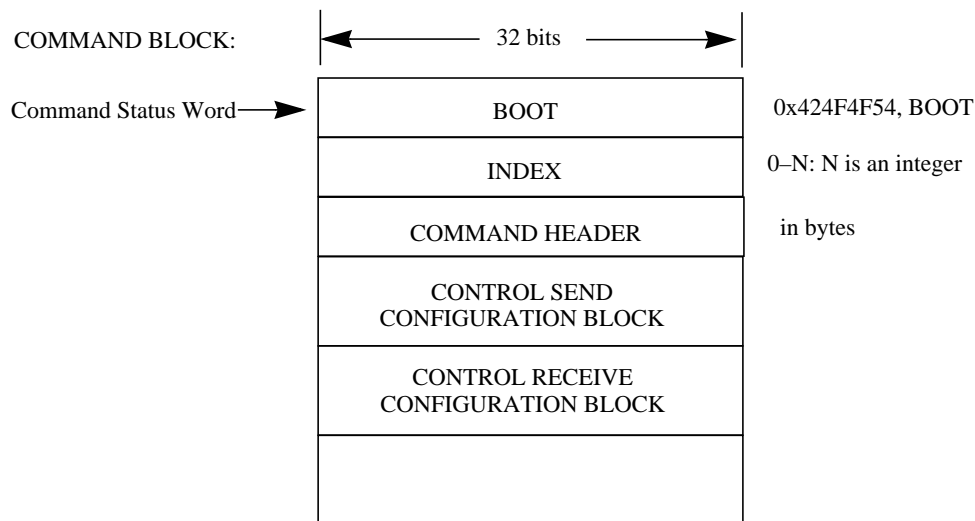 COMMAND BLOCK:
32 bits
Command Status Word
BOOT
0x424F4F54, BOOT
INDEX
0–N: N is an integer
COMMAND HEADER
in bytes
CONTROL SEND
CONFIGURATION BLOCK
CONTROL RECEIVE
CONFIGURATION BLOCK